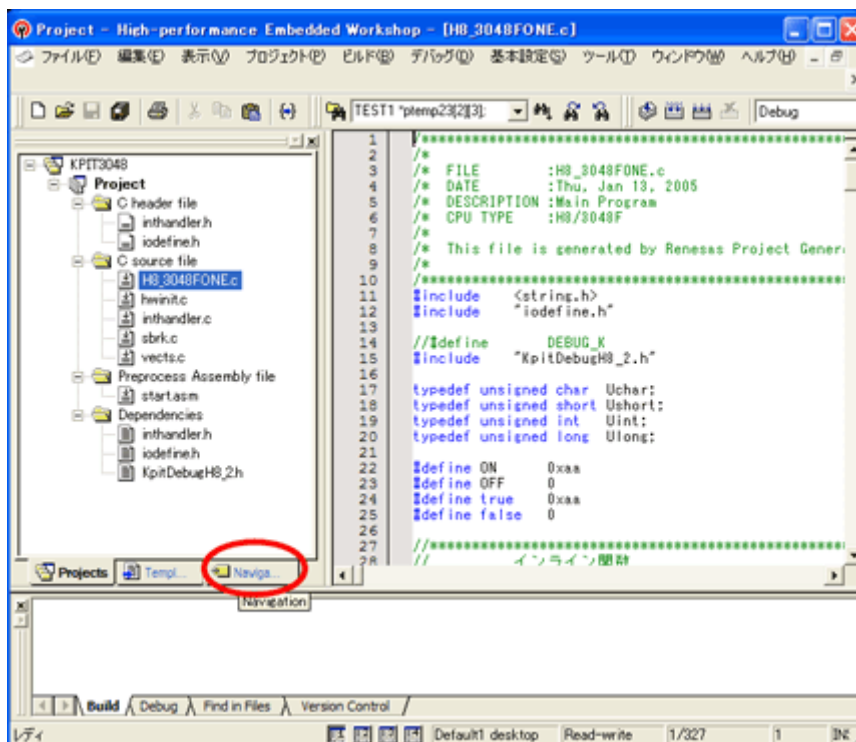 Project - High-performance Embedded Workshop - [H8_3048FONE.c]
ファイル(F) 編集(E) 表示(V) プロジェクト(P) ビルド(B) デバッグ(D) 基本設定(S) ツール(T) ウィンドウ(W) ヘルプ(H)
TEST1 *ptemp23[2][3]; Debug
KPIT3048
Project
C header file
inthandler.h
iodefine.h
C source file
H8_3048FONE.c
hwinit.c
inthandler.c
sbrk.c
vects.c
Preprocess Assembly file
start.asm
Dependencies
inthandler.h
iodefine.h
KpitDebugH8_2.h
Projects Templ... Naviga...
Navigation
1
2 /*
3 /* FILE :H8_3048FONE.c
4 /* DATE :Thu, Jan 13, 2005
5 /* DESCRIPTION :Main Program
6 /* CPU TYPE :H8/3048F
7 /*
8 /* This file is generated by Renesas Project Gener
9 /*
10
11 #include <string.h>
12 #include "iodefine.h"
13
14 //#define DEBUG_K
15 #include "KpitDebugH8_2.h"
16
17 typedef unsigned char Uchar;
18 typedef unsigned short Ushort;
19 typedef unsigned int Uint;
20 typedef unsigned long Ulong;
21
22 #define ON 0xaa
23 #define OFF 0
24 #define true 0xaa
25 #define false 0
26
27
28 // インライン関数
Build Debug Find in Files Version Control
レディ Default1 desktop Read-write 1/327 1 INS